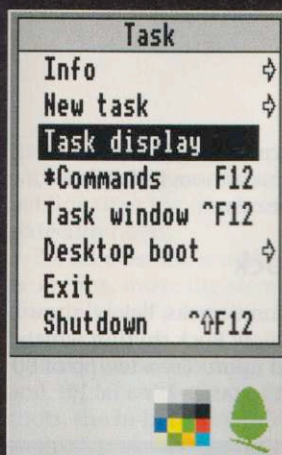 Task
Info
New task
Task display
*Commands F12
Task window ^F12
Desktop boot
Exit
Shutdown ^⇧F12